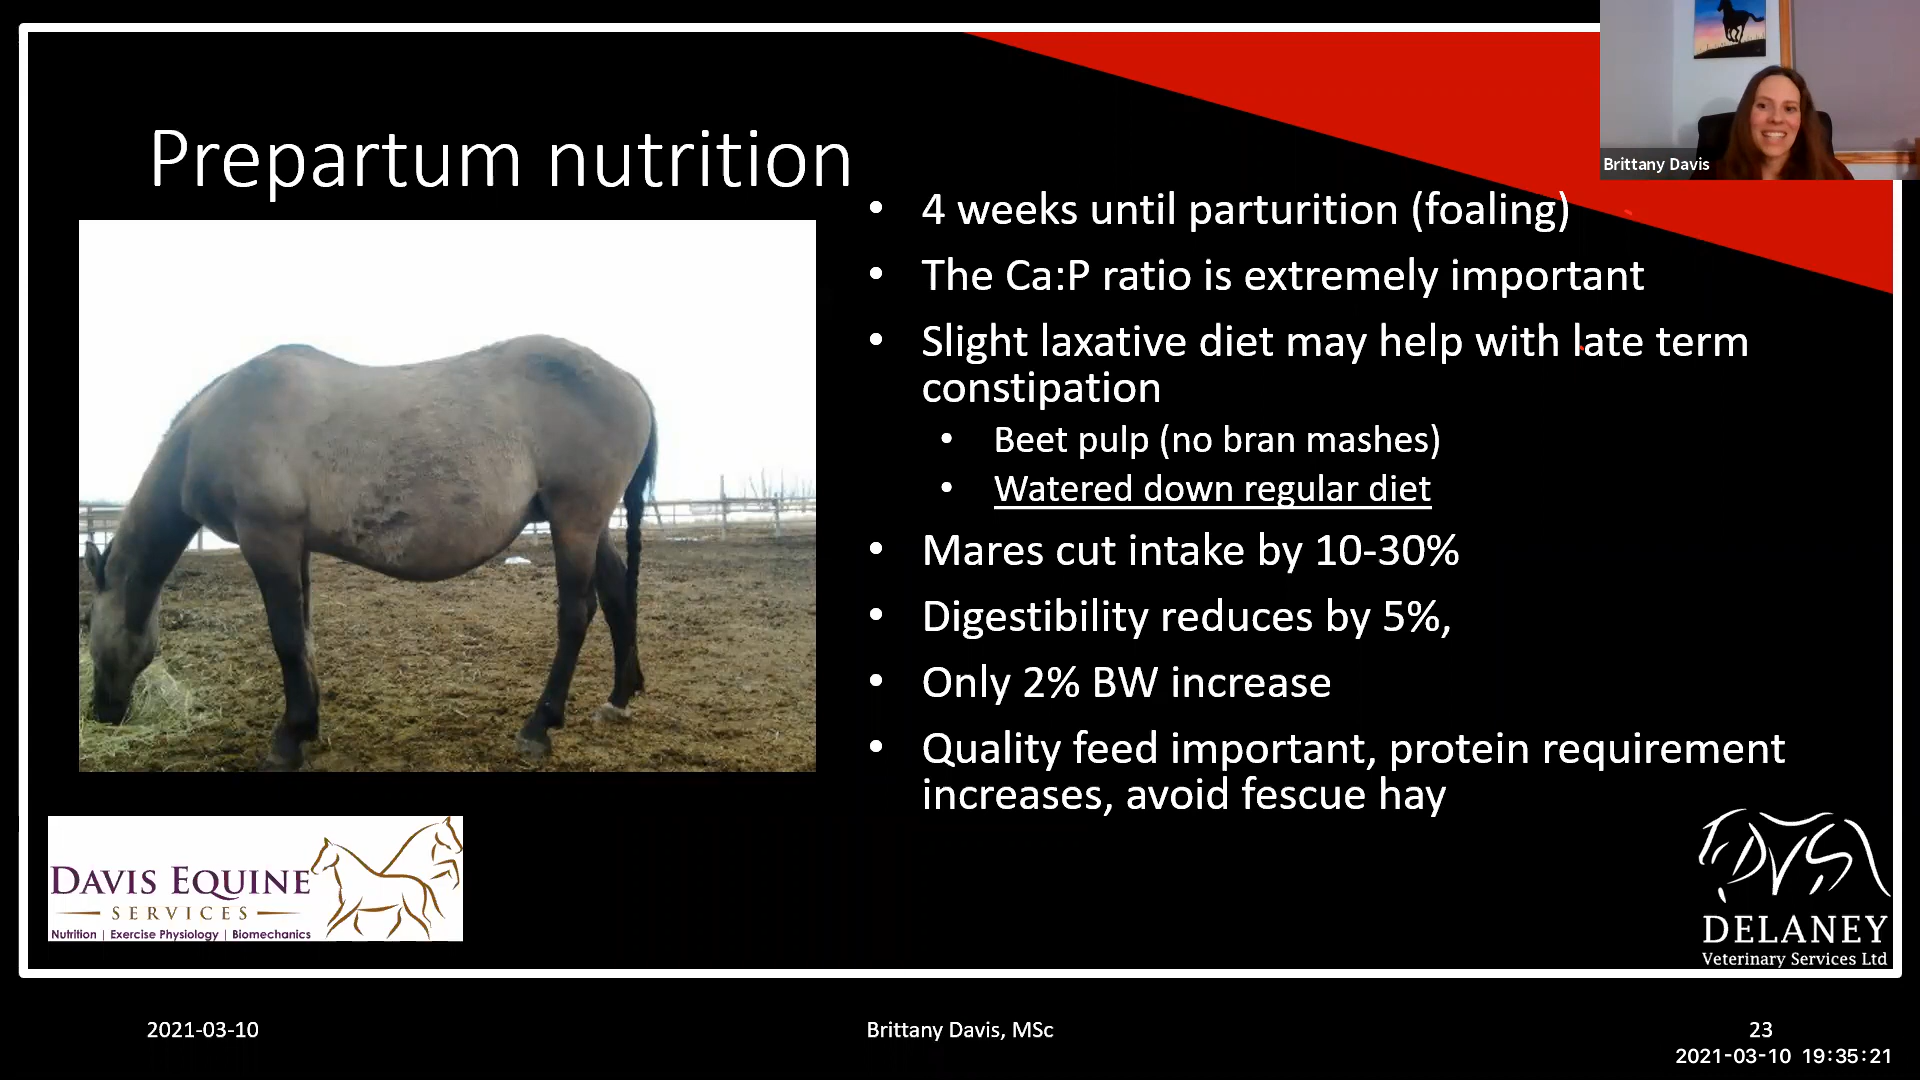 Brittany Davis
Prepartum nutrition
• 4 weeks until parturition (foaling)
• The Ca:P ratio is extremely important
• Slight laxative diet may help with late term
constipation
• Beet pulp (no bran mashes)
• Watered down regular diet
• Mares cut intake by 10-30%
• Digestibility reduces by 5%,
• Only 2% BW increase
• Quality feed important, protein requirement
increases, avoid fescue hay
DAVIS EQUINE
SERVICES
Nutrition | Exercise Physiology | Biomechanics
DVS
DELANEY
Veterinary Services Ltd
2021-03-10
Brittany Davis, MSc
23
2021-03-10 19:35:21